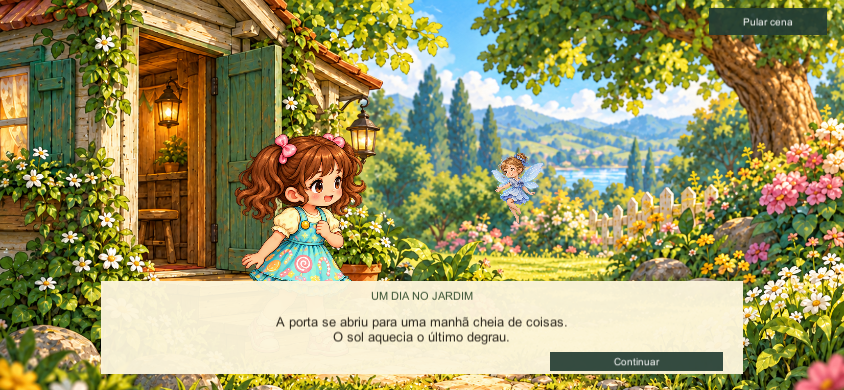 Pular cena
UM DIA NO JARDIM
A porta se abriu para uma manhã cheia de coisas.
O sol aquecia o último degrau.
Continuar